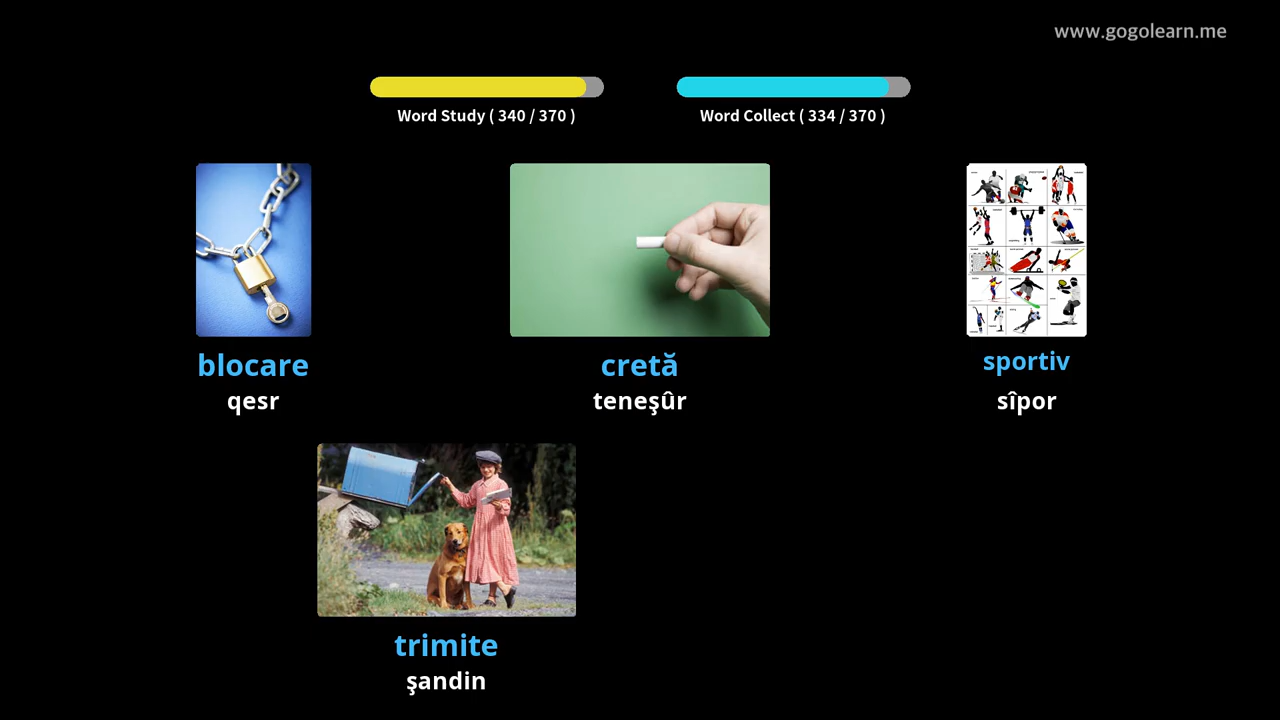 www.gogolearn.me
Word Study ( 340 / 370 )
Word Collect ( 334 / 370 )
blocare
qesr
cretă
teneşûr
sportiv
sîpor
trimite
şandin